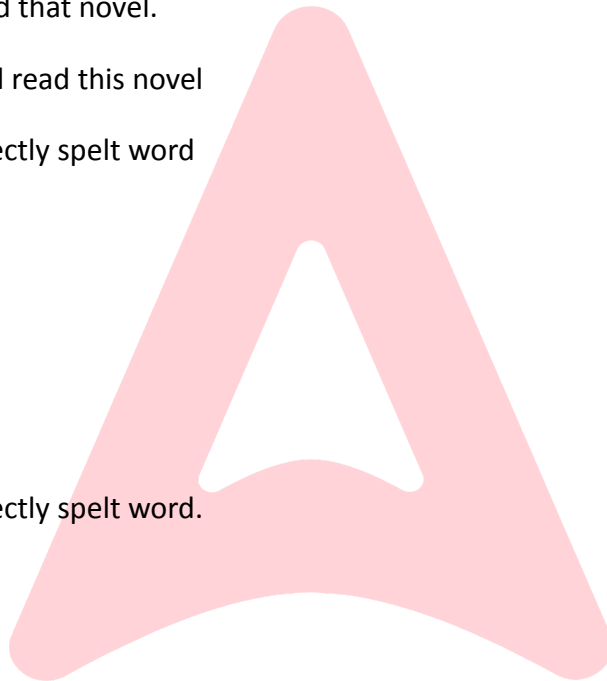 d that novel.
read this novel
ectly spelt word
ectly spelt word.